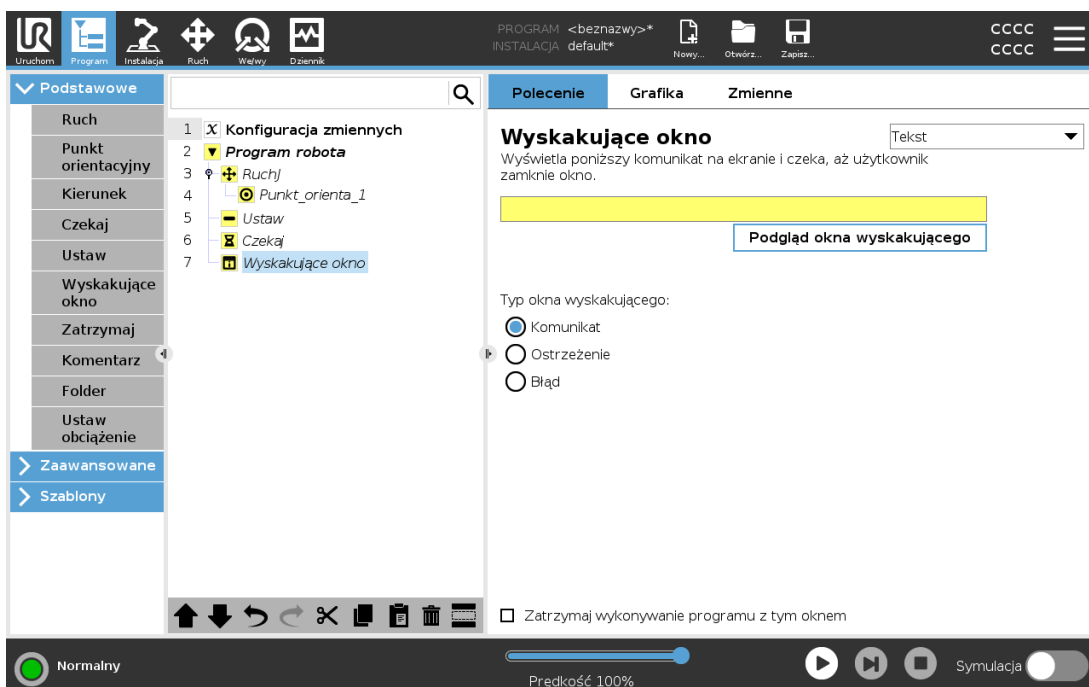 PROGRAM <beznazwy>*
INSTALACJA default*
Uruchom Program Instalacja Ruch We/wy Dziennik
Nowy... Otwórz... Zapisz...
cccc
cccc
Podstawowe
Ruch
Punkt
orientacyjny
Kierunek
Czekaj
Ustaw
Wyskakujące
okno
Zatrzymaj
Komentarz
Folder
Ustaw
obciążenie
Zaawansowane
Szablony
1 X Konfiguracja zmiennych
2 Program robota
3 RuchJ
4 Punkt_orienta_1
5 Ustaw
6 Czekaj
7 Wyskakujące okno
Polecenie Grafika Zmienne
Wyskakujące okno
Tekst
Wyświetla poniższy komunikat na ekranie i czeka, aż użytkownik
zamknie okno.
Podgląd okna wyskakującego
Typ okna wyskakującego:
Komunikat
Ostrzeżenie
Błąd
Zatrzymaj wykonywanie programu z tym oknem
Normalny
Prędkość 100%
Symulacja